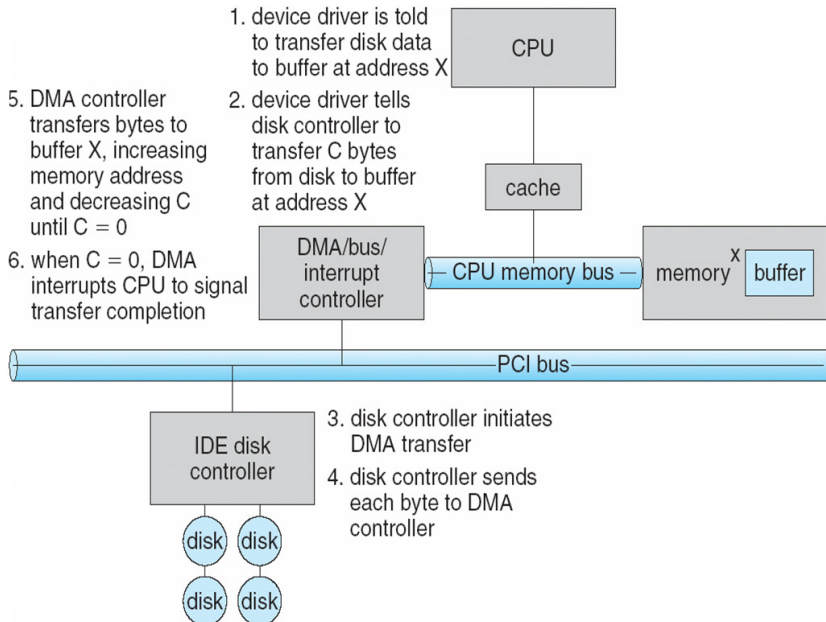 1. device driver is told
to transfer disk data
to buffer at address X
2. device driver tells
disk controller to
transfer C bytes
from disk to buffer
at address X
5. DMA controller
transfers bytes to
buffer X, increasing
memory address
and decreasing C
until C = 0
6. when C = 0, DMA
interrupts CPU to signal
transfer completion
CPU
cache
DMA/bus/
interrupt
controller
CPU memory bus
memory
X
buffer
PCI bus
IDE disk
controller
3. disk controller initiates
DMA transfer
4. disk controller sends
each byte to DMA
controller
disk
disk
disk
disk